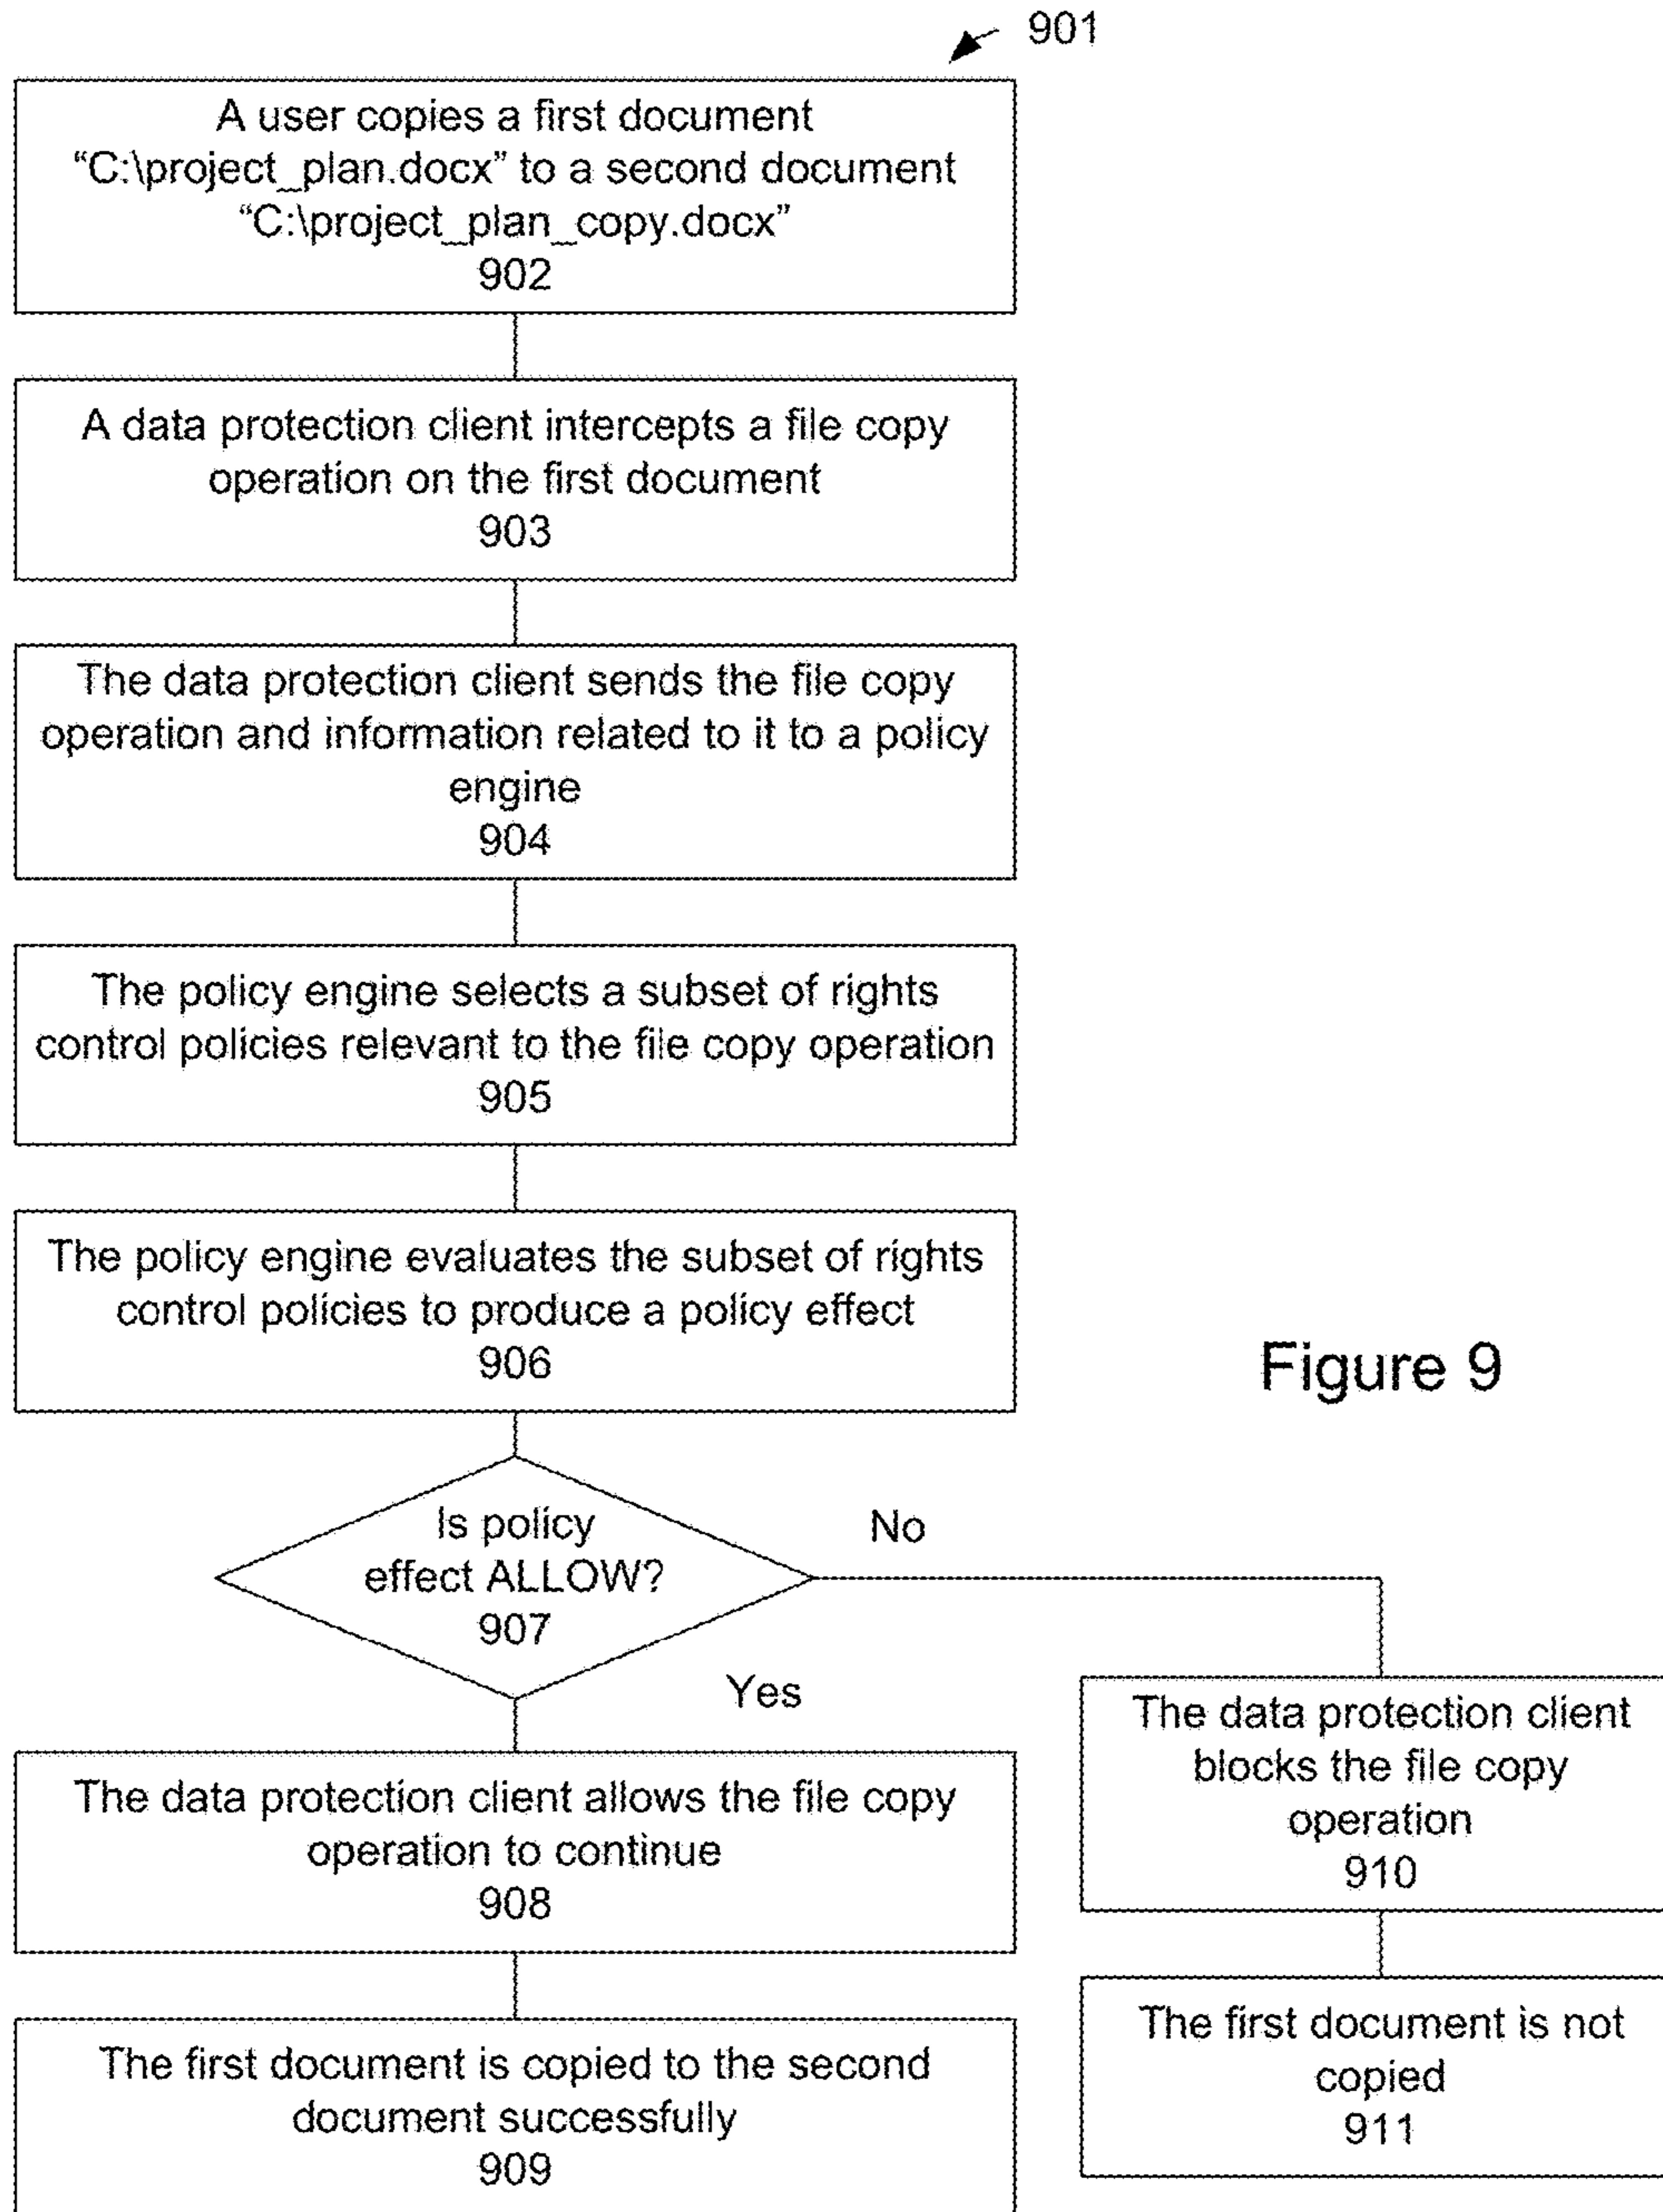 901
A user copies a first document
“C:\project_plan.docx” to a second document
“C:\project_plan_copy.docx”
902
A data protection client intercepts a file copy
operation on the first document
903
The data protection client sends the file copy
operation and information related to it to a policy
engine
904
The policy engine selects a subset of rights
control policies relevant to the file copy operation
905
The policy engine evaluates the subset of rights
control policies to produce a policy effect
906
Figure 9
Is policy
effect ALLOW?
907
No
Yes
The data protection client allows the file copy
operation to continue
908
The first document is copied to the second
document successfully
909
The data protection client
blocks the file copy
operation
910
The first document is not
copied
911